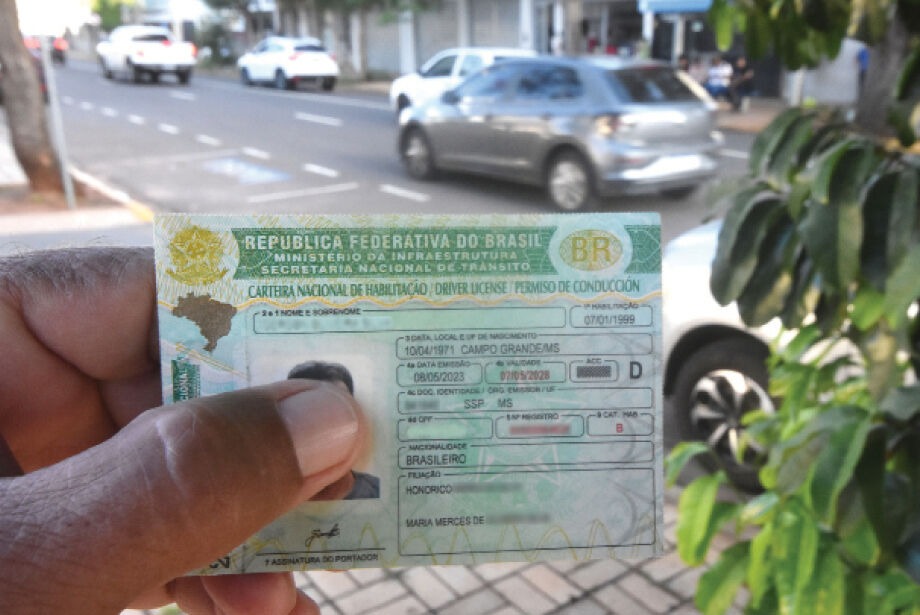 REPÚBLICA FEDERATIVA DO BRASIL
BR
MINISTÉRIO DA INFRAESTRUTURA
SECRETARIA NACIONAL DE TRÂNSITO
CARTEIRA NACIONAL DE HABILITAÇÃO / DRIVER LICENSE / PERMISO DE CONDUCCIÓN
2 e 1 NOME E SOBRENOME
1ª HABILITAÇÃO
07/01/1999
3 DATA, LOCAL E UF DE NASCIMENTO
10/04/1971 CAMPO GRANDE/MS
4a DATA EMISSÃO
4b VALIDADE
ACC
08/05/2023
07/05/2028
D
4c DOC. IDENTIDADE / ORG. EMISSOR / UF
SSP MS
4d CPF
5 Nº REGISTRO
9 CAT. HAB
B
NACIONALIDADE
BRASILEIRO
FILIAÇÃO
HONORICO
MARIA MERCES DE
7 ASSINATURA DO PORTADOR